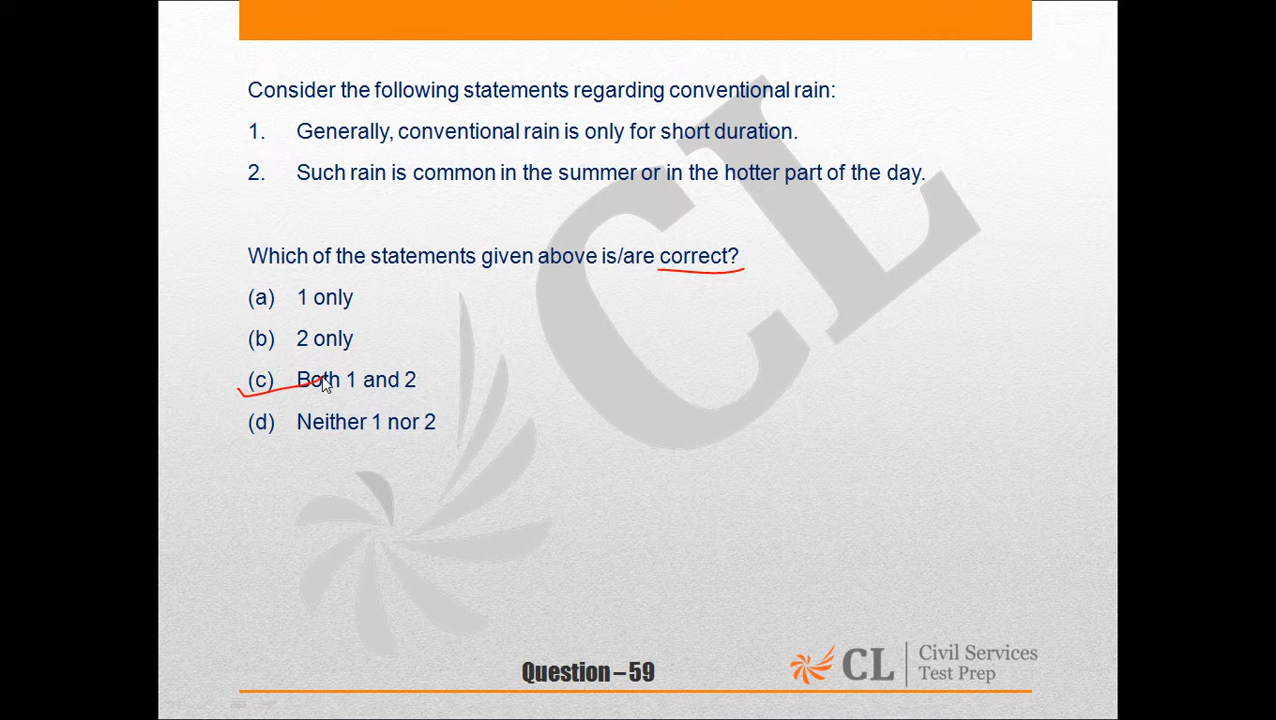 Consider the following statements regarding conventional rain:
1. Generally, conventional rain is only for short duration.
2. Such rain is common in the summer or in the hotter part of the day.
Which of the statements given above is/are correct?
(a) 1 only
(b) 2 only
(c) Both 1 and 2
(d) Neither 1 nor 2
CL
Question – 59
CL Civil Services
Test Prep